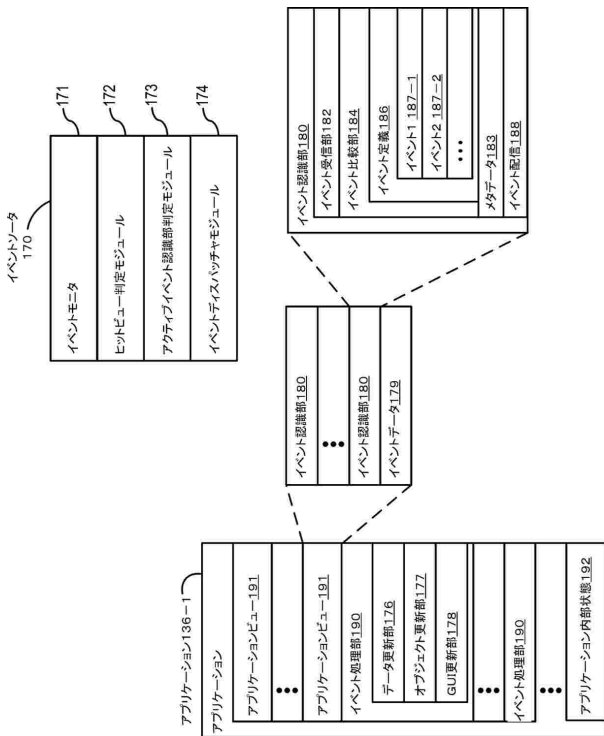 イベントソータ
170
イベントモニタ
171
ヒットビュー判定モジュール
172
アクティブイベント認識部判定モジュール
173
イベントディスパッチャモジュール
174
アプリケーション136-1
アプリケーション
アプリケーションビュー191
•••
アプリケーションビュー191
イベント処理部190
データ更新部176
オブジェクト更新部177
GUI更新部178
•••
イベント処理部190
•••
アプリケーション内部状態192
イベント認識部180
•••
イベント認識部180
イベントデータ179
イベント認識部180
イベント受信部182
イベント比較部184
イベント定義186
イベント1 187-1
イベント2 187-2
•••
メタデータ183
イベント配信188